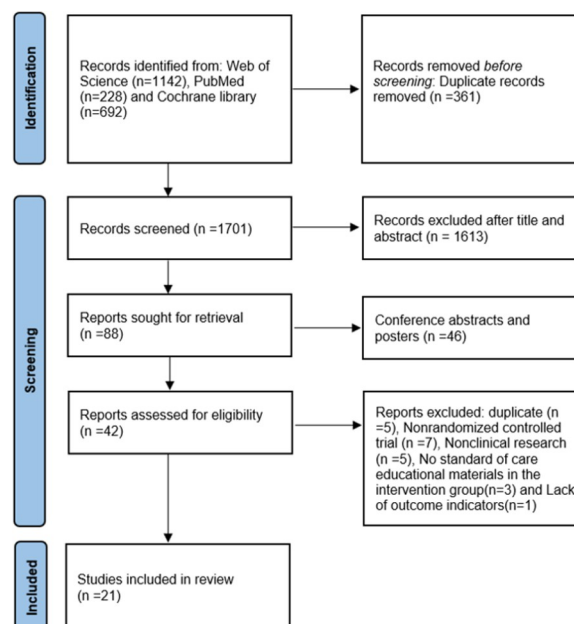 Identification
Records identified from: Web of
Science (n=1142), PubMed
(n=228) and Cochrane library
(n=692)
Records removed before
screening: Duplicate records
removed (n =361)
Screening
Records screened (n =1701)
Records excluded after title and
abstract (n = 1613)
Reports sought for retrieval
(n =88)
Conference abstracts and
posters (n =46)
Reports assessed for eligibility
(n =42)
Reports excluded: duplicate (n
=5), Nonrandomized controlled
trial (n =7), Nonclinical research
(n =5), No standard of care
educational materials in the
intervention group(n=3) and Lack
of outcome indicators(n=1)
Included
Studies included in review
(n =21)